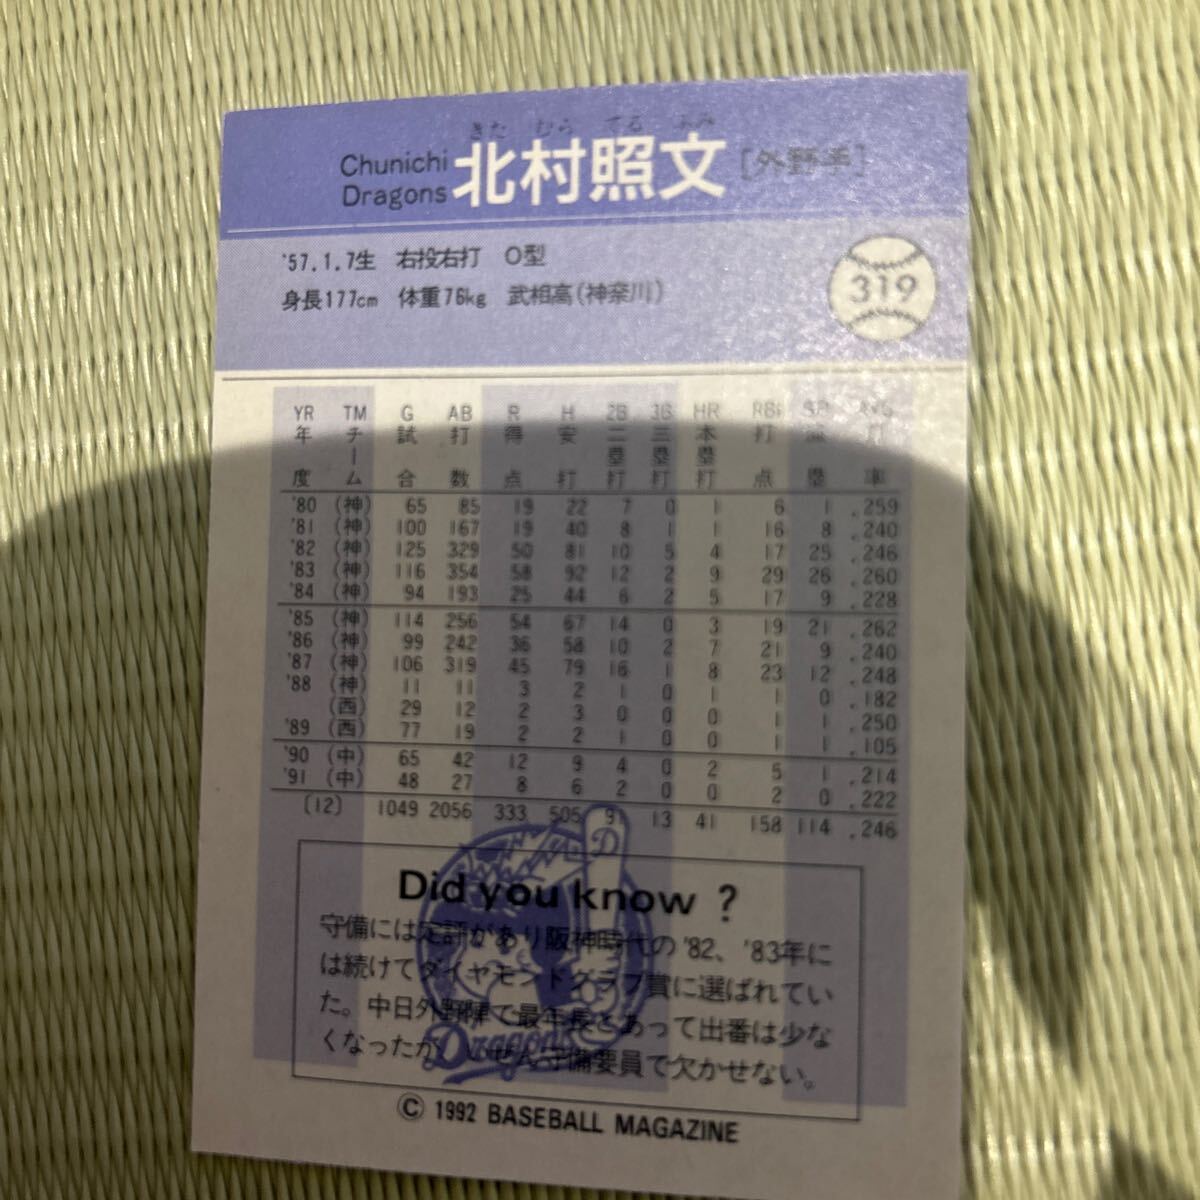 きた むら てる ふみ
Chunichi Dragons 北村照文 [外野手]
'57.1.7生 右投右打 O型
身長177cm 体重76kg 武相高(神奈川)
319
YR TM G AB R H 2B 3B HR RBI SB AVG
年度 チーム 試合 打数 得点 安打 二塁打 三塁打 本塁打 打点 盗塁 打率
'80 (神) 65 85 19 22 7 0 1 6 1 .259
'81 (神) 100 167 19 40 8 1 1 16 8 .240
'82 (神) 125 329 50 81 10 5 4 17 25 .246
'83 (神) 116 354 58 92 12 2 9 29 26 .260
'84 (神) 94 193 25 44 6 2 5 17 9 .228
'85 (神) 114 256 54 67 14 0 3 19 21 .262
'86 (神) 99 242 36 58 10 2 7 21 9 .240
'87 (神) 106 319 45 79 16 1 8 23 12 .248
'88 (神) 11 11 3 2 1 0 1 1 0 .182
(西) 29 12 2 3 0 0 0 1 1 .250
'89 (西) 77 19 2 2 1 0 0 1 1 .105
'90 (中) 65 42 12 9 4 0 2 5 1 .214
'91 (中) 48 27 8 6 2 0 0 2 0 .222
[12] 1049 2056 333 505 91 13 41 158 114 .246
Did you know ?
守備には定評があり阪神時代の'82、'83年に
は続けてダイヤモンドグラブ賞に選ばれてい
た。中日外野陣で最年長とあって出番は少な
くなったが、いぜん守備要員で欠かせない。
Dragons
© 1992 BASEBALL MAGAZINE